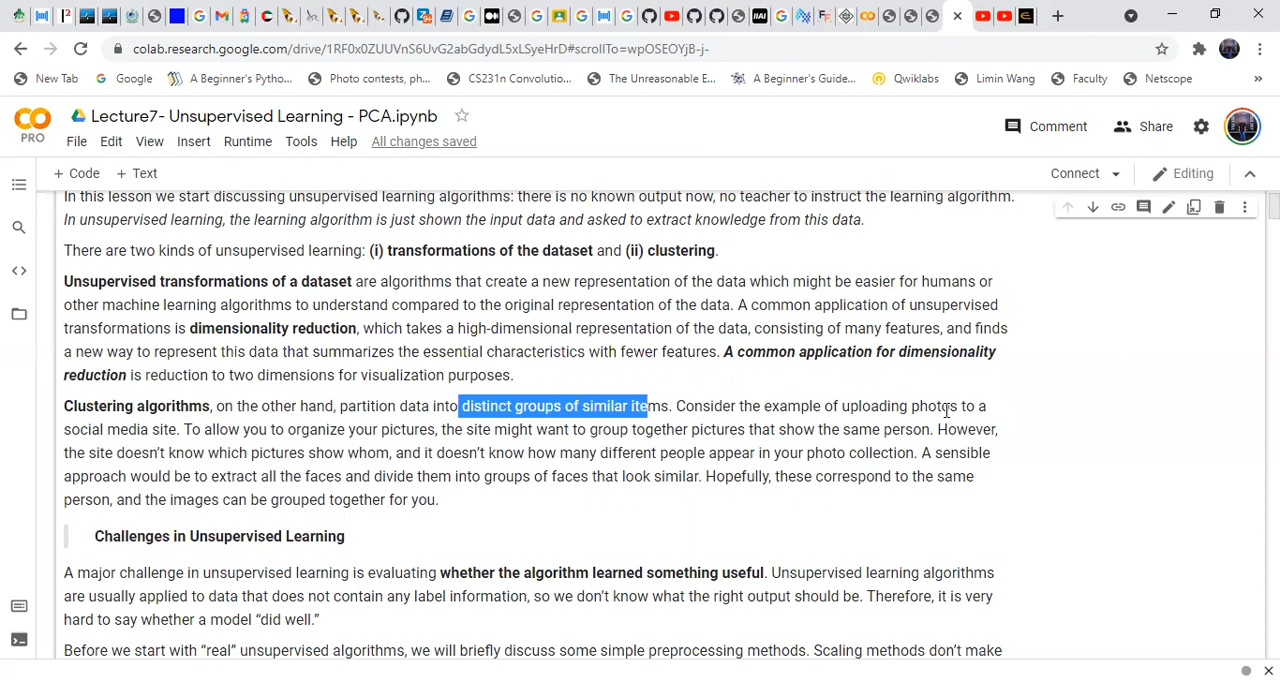 colab.research.google.com/drive/1RF0x0ZUUVnS6UvG2abGdydL5xLSyeHrD#scrollTo=wpOSEOYjB-j-
New Tab Google A Beginner's Pytho... Photo contests, ph... CS231n Convolutio... The Unreasonable E... A Beginner's Guide... Qwiklabs Limin Wang Faculty Netscope »
CO
PRO
Lecture7- Unsupervised Learning - PCA.ipynb
Comment Share
File Edit View Insert Runtime Tools Help All changes saved
+ Code + Text Connect Editing
In this lesson we start discussing unsupervised learning algorithms: there is no known output now, no teacher to instruct the learning algorithm.
In unsupervised learning, the learning algorithm is just shown the input data and asked to extract knowledge from this data.
There are two kinds of unsupervised learning: (i) transformations of the dataset and (ii) clustering.
Unsupervised transformations of a dataset are algorithms that create a new representation of the data which might be easier for humans or
other machine learning algorithms to understand compared to the original representation of the data. A common application of unsupervised
transformations is dimensionality reduction, which takes a high-dimensional representation of the data, consisting of many features, and finds
a new way to represent this data that summarizes the essential characteristics with fewer features. A common application for dimensionality
reduction is reduction to two dimensions for visualization purposes.
Clustering algorithms, on the other hand, partition data into distinct groups of similar items. Consider the example of uploading photos to a
social media site. To allow you to organize your pictures, the site might want to group together pictures that show the same person. However,
the site doesn't know which pictures show whom, and it doesn't know how many different people appear in your photo collection. A sensible
approach would be to extract all the faces and divide them into groups of faces that look similar. Hopefully, these correspond to the same
person, and the images can be grouped together for you.
Challenges in Unsupervised Learning
A major challenge in unsupervised learning is evaluating whether the algorithm learned something useful. Unsupervised learning algorithms
are usually applied to data that does not contain any label information, so we don't know what the right output should be. Therefore, it is very
hard to say whether a model “did well.”
Before we start with “real” unsupervised algorithms, we will briefly discuss some simple preprocessing methods. Scaling methods don't make